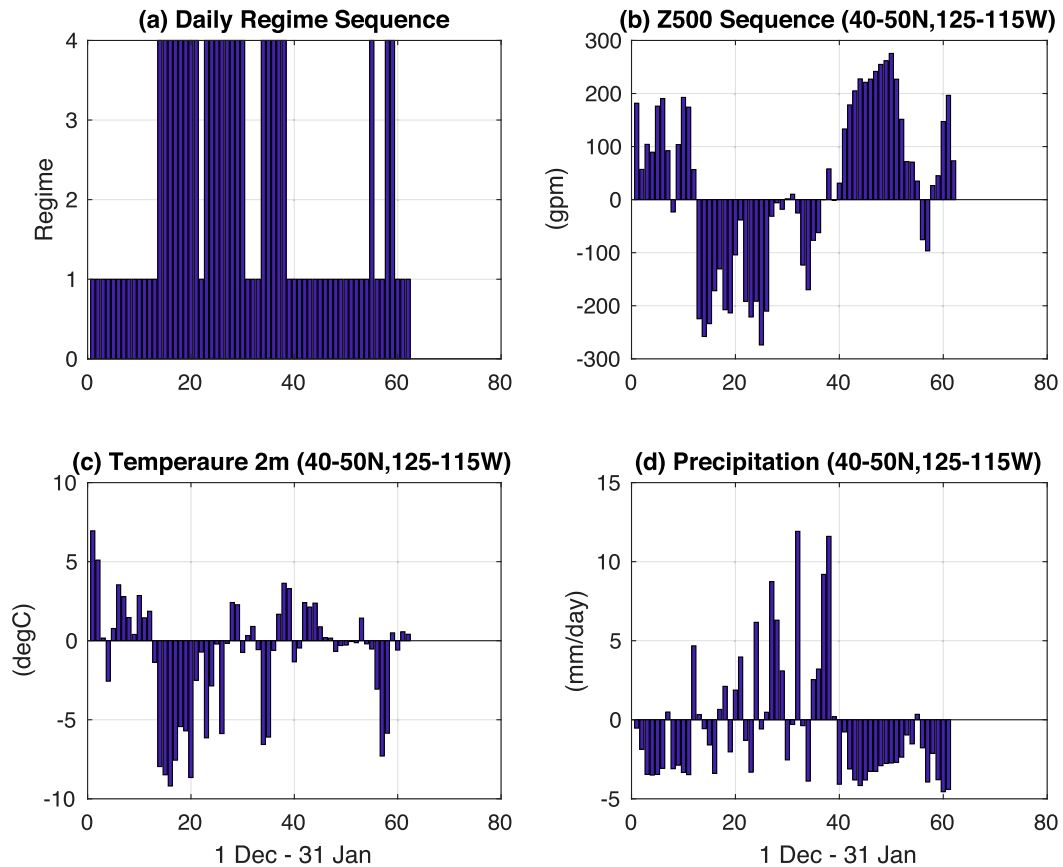 (a) Daily Regime Sequence
4
3
2
1
0
Regime
0 20 40 60 80
(b) Z500 Sequence (40-50N,125-115W)
300
200
100
0
-100
-200
-300
(gpm)
0 20 40 60 80
(c) Temperaure 2m (40-50N,125-115W)
10
5
0
-5
-10
(degC)
0 20 40 60 80
1 Dec - 31 Jan
(d) Precipitation (40-50N,125-115W)
15
10
5
0
-5
(mm/day)
0 20 40 60 80
1 Dec - 31 Jan